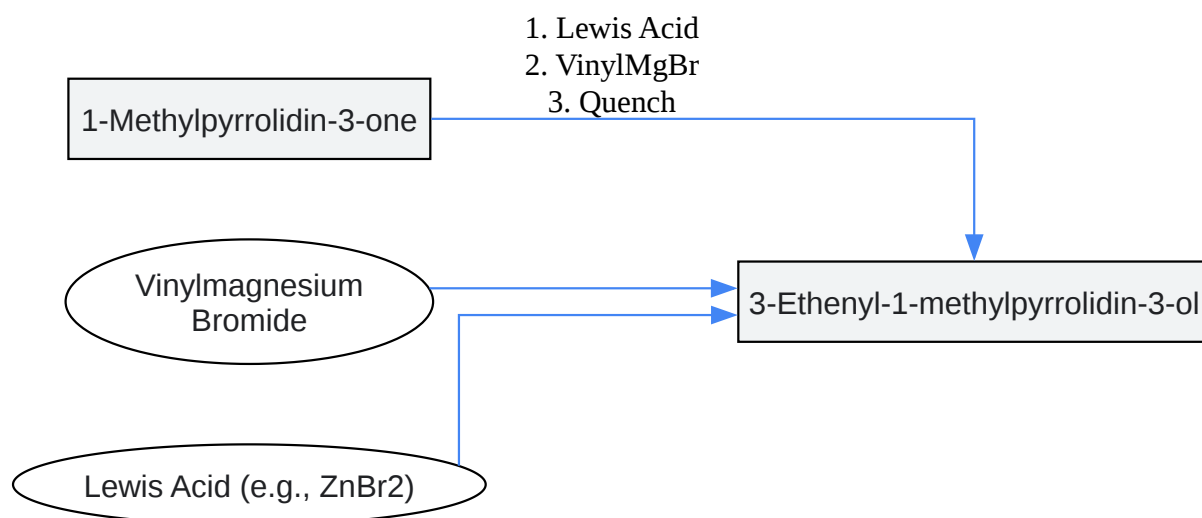 1. Lewis Acid
2. VinylMgBr
3. Quench
1-Methylpyrrolidin-3-one
Vinylmagnesium
Bromide
3-Ethenyl-1-methylpyrrolidin-3-ol
Lewis Acid (e.g., ZnBr2)